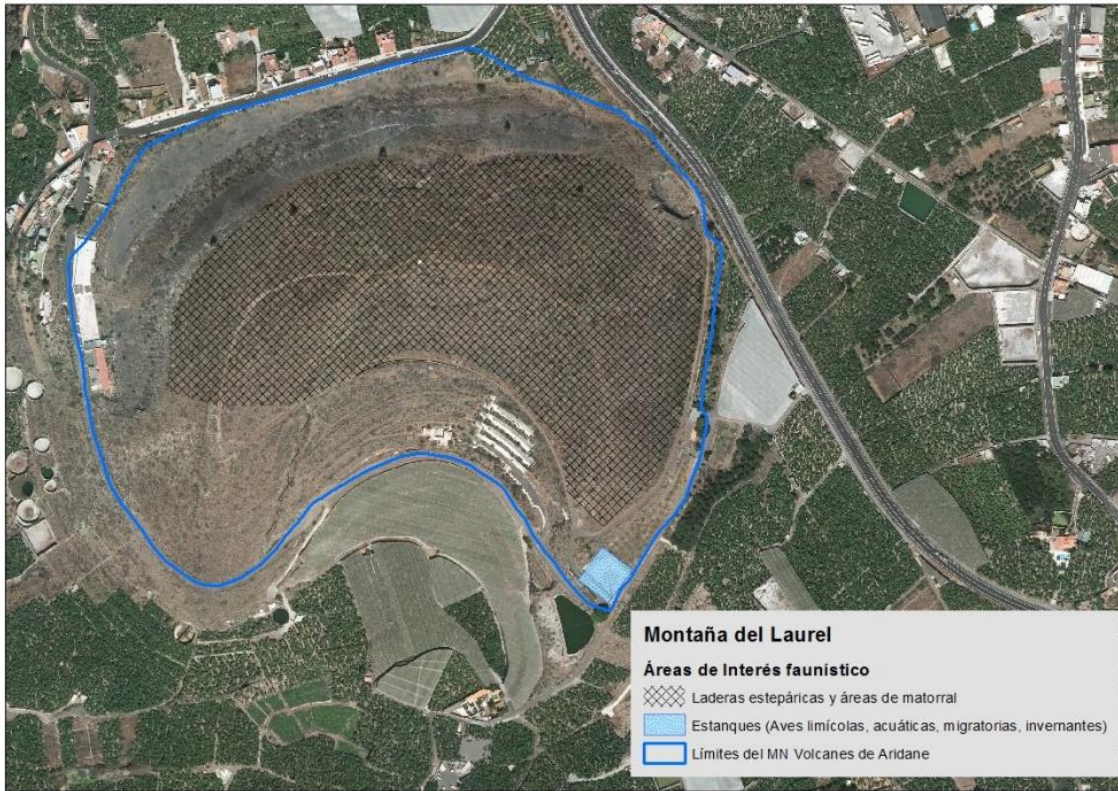 Montaña del Laurel
Áreas de Interés faunístico
Laderas estepáricas y áreas de matorral
Estanques (Aves limícolas, acuáticas, migratorias, invernantes)
Límites del MN Volcanes de Aridane